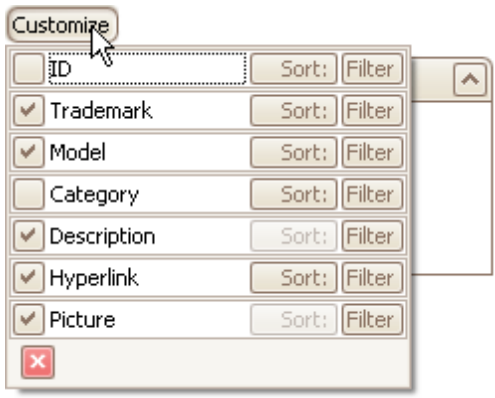 Customize
ID Sort: Filter
Trademark Sort: Filter
Model Sort: Filter
Category Sort: Filter
Description Sort: Filter
Hyperlink Sort: Filter
Picture Sort: Filter